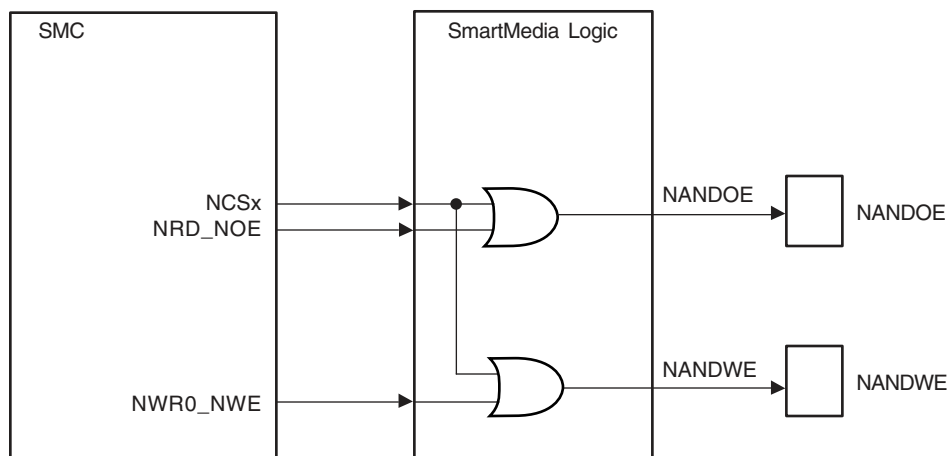 SMC
SmartMedia Logic
NCSx
NRD_NOE
NANDOE
NANDOE
NWR0_NWE
NANDWE
NANDWE